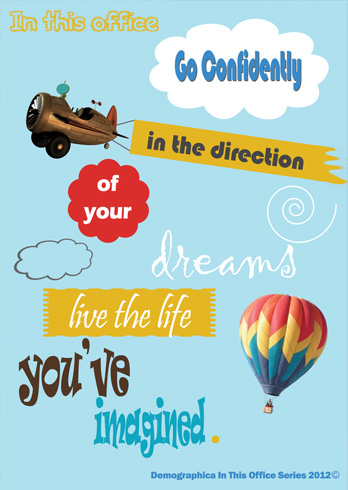 In this office
Go Confidently
in the direction
of
your
dreams
live the life
you've
imagined.
Demographica In This Office Series 2012©